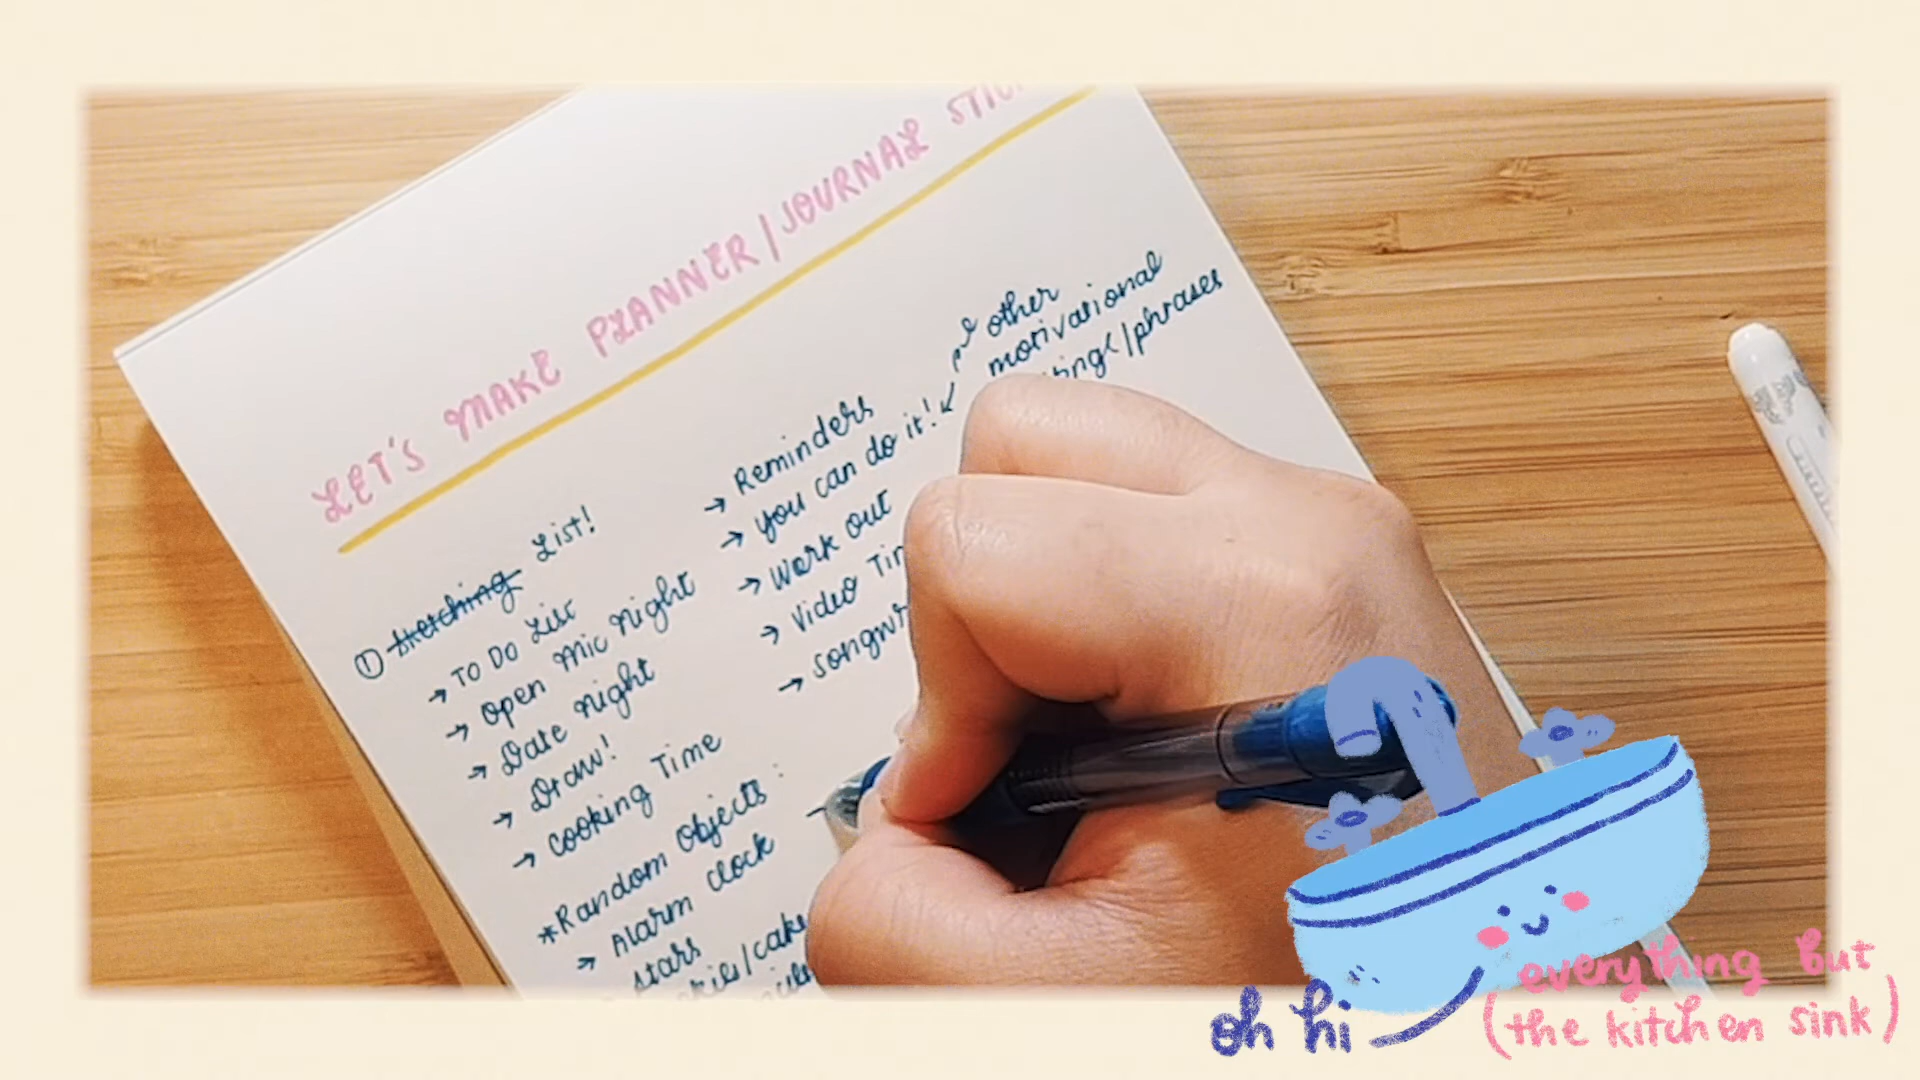 LET'S MAKE PLANNER/JOURNAL
① sketching List!
→ TO DO List
→ Open Mic Night
→ Date Night
→ Draw!
→ Cooking Time
*Random Objects:
→ Alarm clock
stars
/cake
→ Reminders
→ you can do it!
→ Work out
→ Video
→
other
motivational
/phrases
oh hi
everything but
(the kitchen sink)